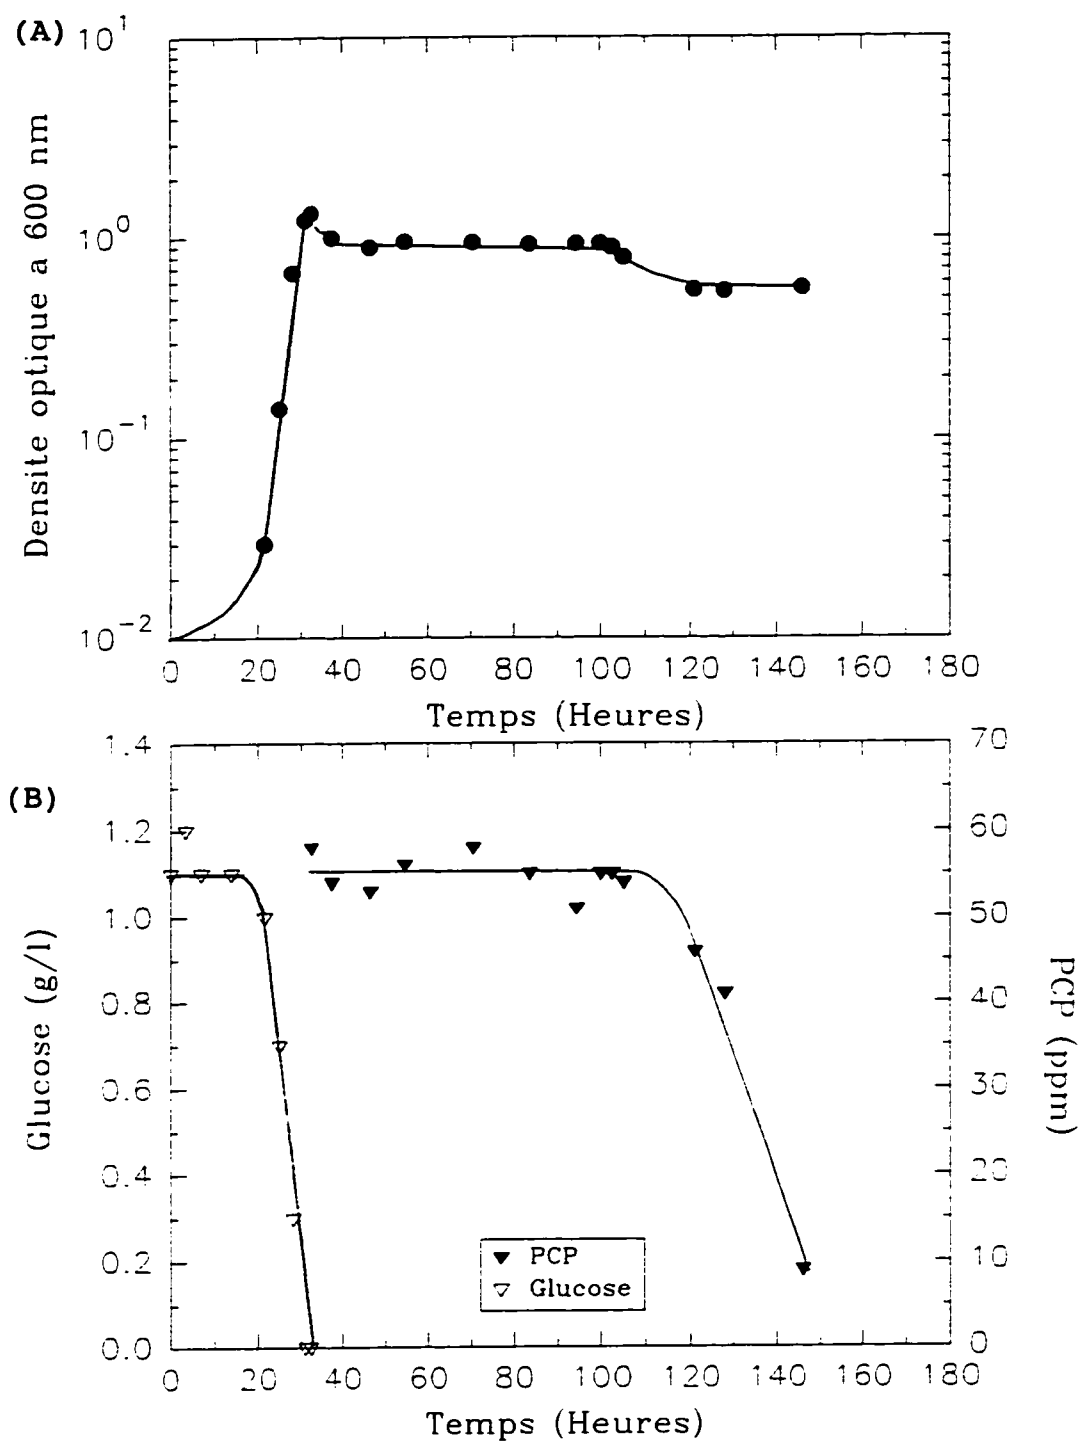 (A)
10^1
10^0
10^-1
10^-2
Densite optique a 600 nm
0 20 40 60 80 100 120 140 160 180
Temps (Heures)
(B)
1.4
1.2
1.0
0.8
0.6
0.4
0.2
0.0
Glucose (g/l)
70
60
50
40
30
20
10
0
PCP (ppm)
PCP
Glucose
0 20 40 60 80 100 120 140 160 180
Temps (Heures)